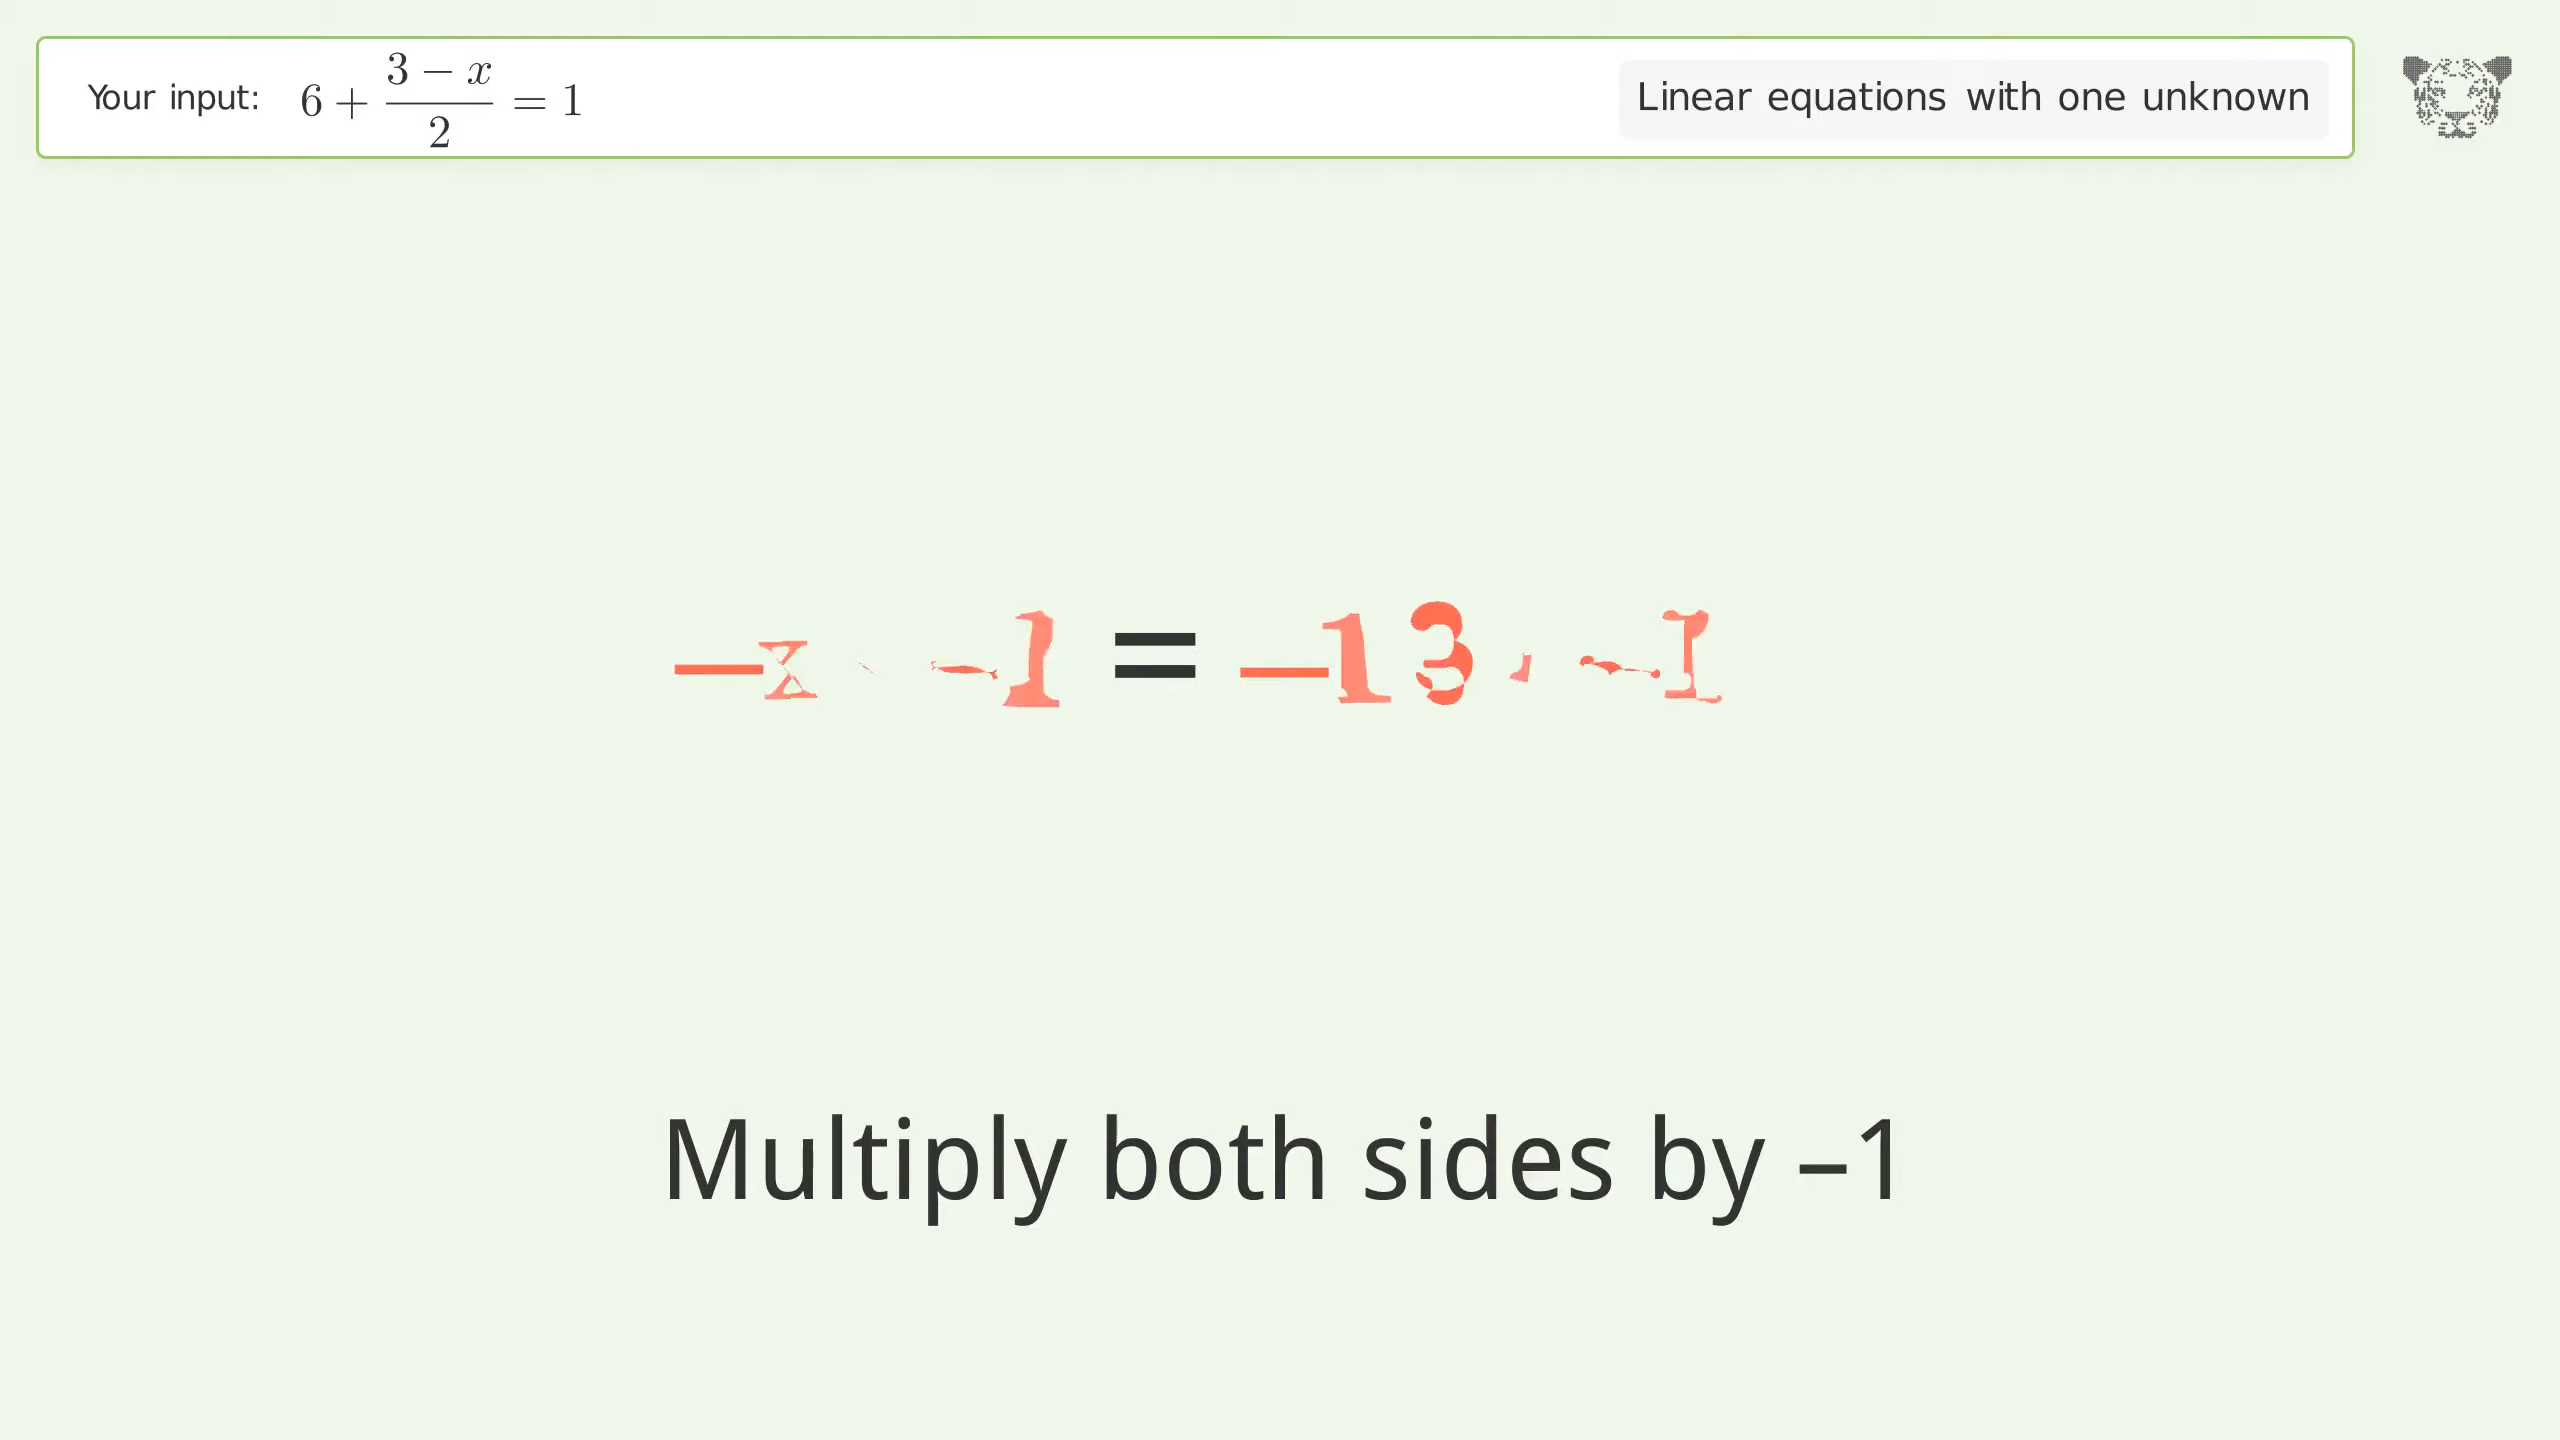 Your input: 6 + \frac{3 - x}{2} = 1
Linear equations with one unknown
-x · -1 = -13 · -1
Multiply both sides by –1